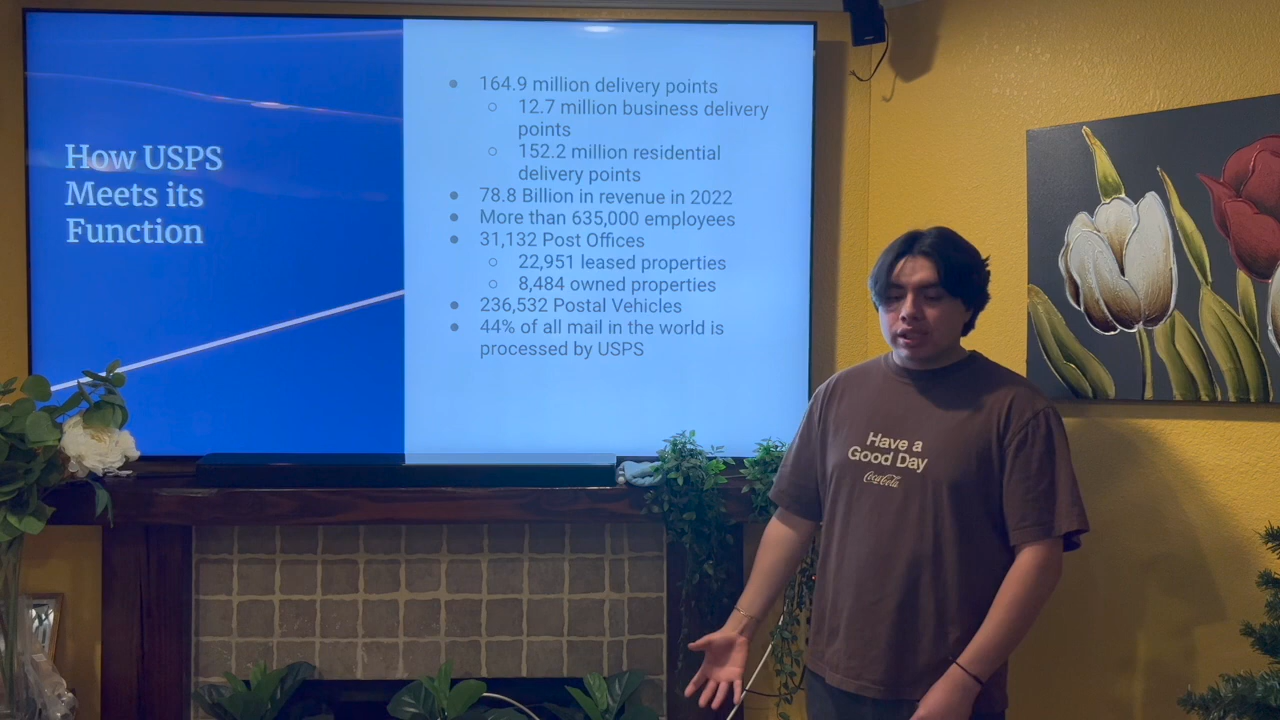 How USPS
Meets its
Function
164.9 million delivery points
12.7 million business delivery
points
152.2 million residential
delivery points
78.8 Billion in revenue in 2022
More than 635,000 employees
31,132 Post Offices
22,951 leased properties
8,484 owned properties
236,532 Postal Vehicles
44% of all mail in the world is
processed by USPS
Have a
Good Day
Coca-Cola